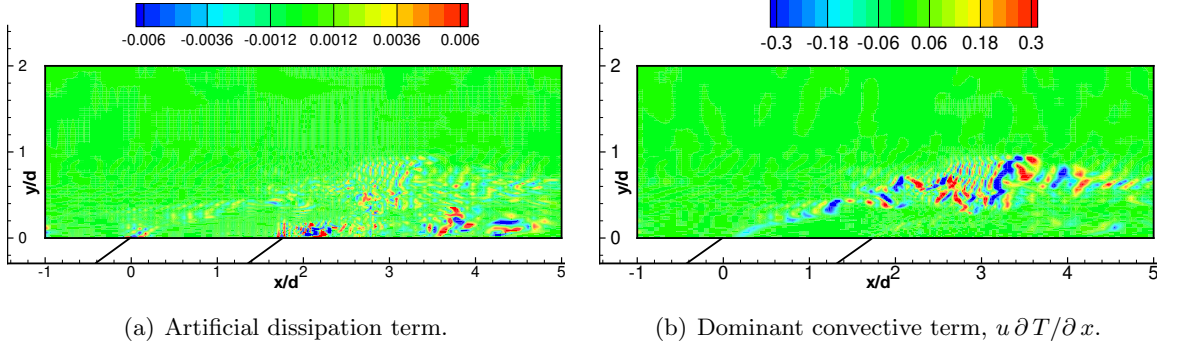 -0.006 -0.0036 -0.0012 0.0012 0.0036 0.006
y/d
2
1
0
-1 0 1 2 3 4 5
x/d
(a) Artificial dissipation term.
-0.3 -0.18 -0.06 0.06 0.18 0.3
y/d
2
1
0
-1 0 1 2 3 4 5
x/d
(b) Dominant convective term, u ∂ T/∂ x.